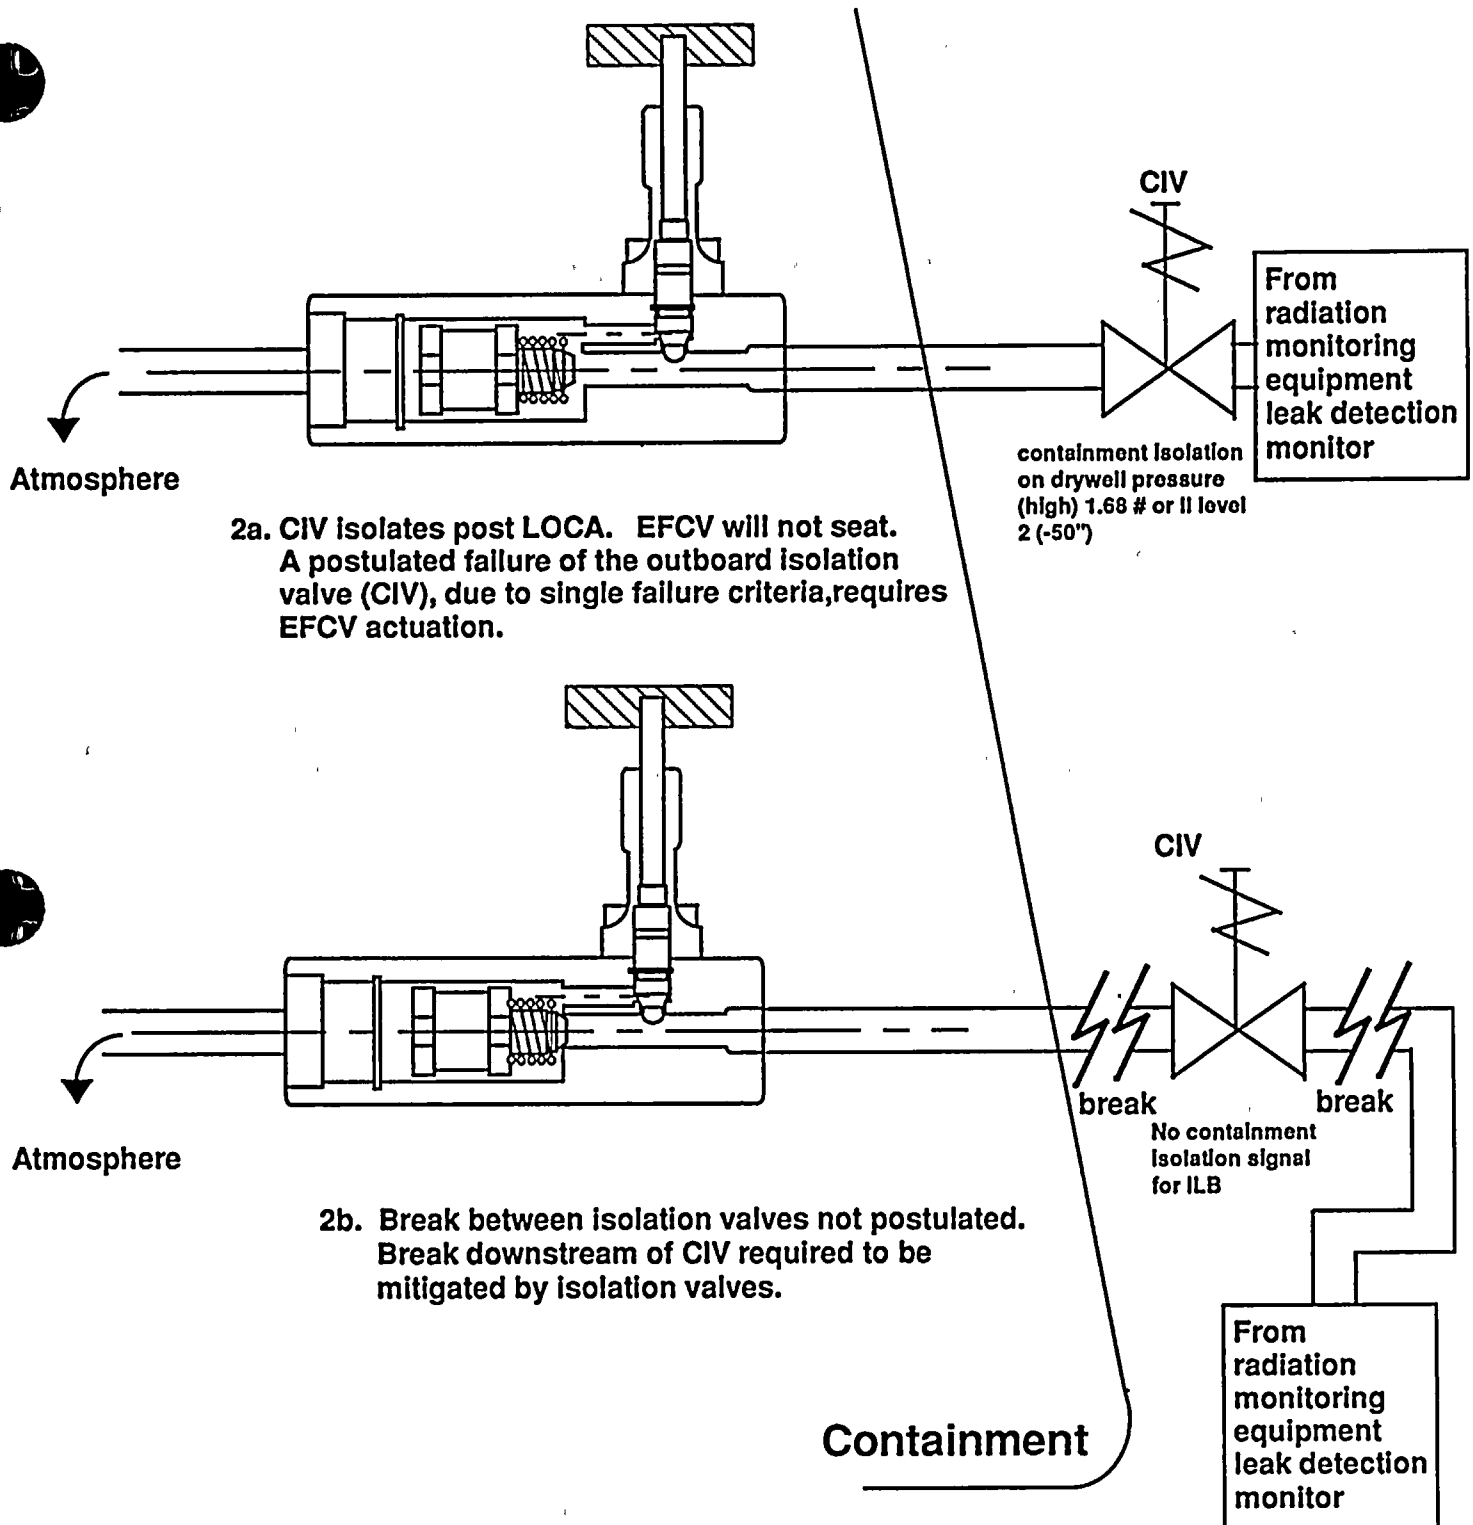 CIV
From
radiation
monitoring
equipment
leak detection
monitor
containment isolation
on drywell pressure
(high) 1.68 # or ll level
2 (-50")
Atmosphere
2a. CIV isolates post LOCA. EFCV will not seat.
A postulated failure of the outboard isolation
valve (CIV), due to single failure criteria,requires
EFCV actuation.
CIV
break
break
No containment
isolation signal
for ILB
Atmosphere
2b. Break between isolation valves not postulated.
Break downstream of CIV required to be
mitigated by isolation valves.
From
radiation
monitoring
equipment
leak detection
monitor
Containment